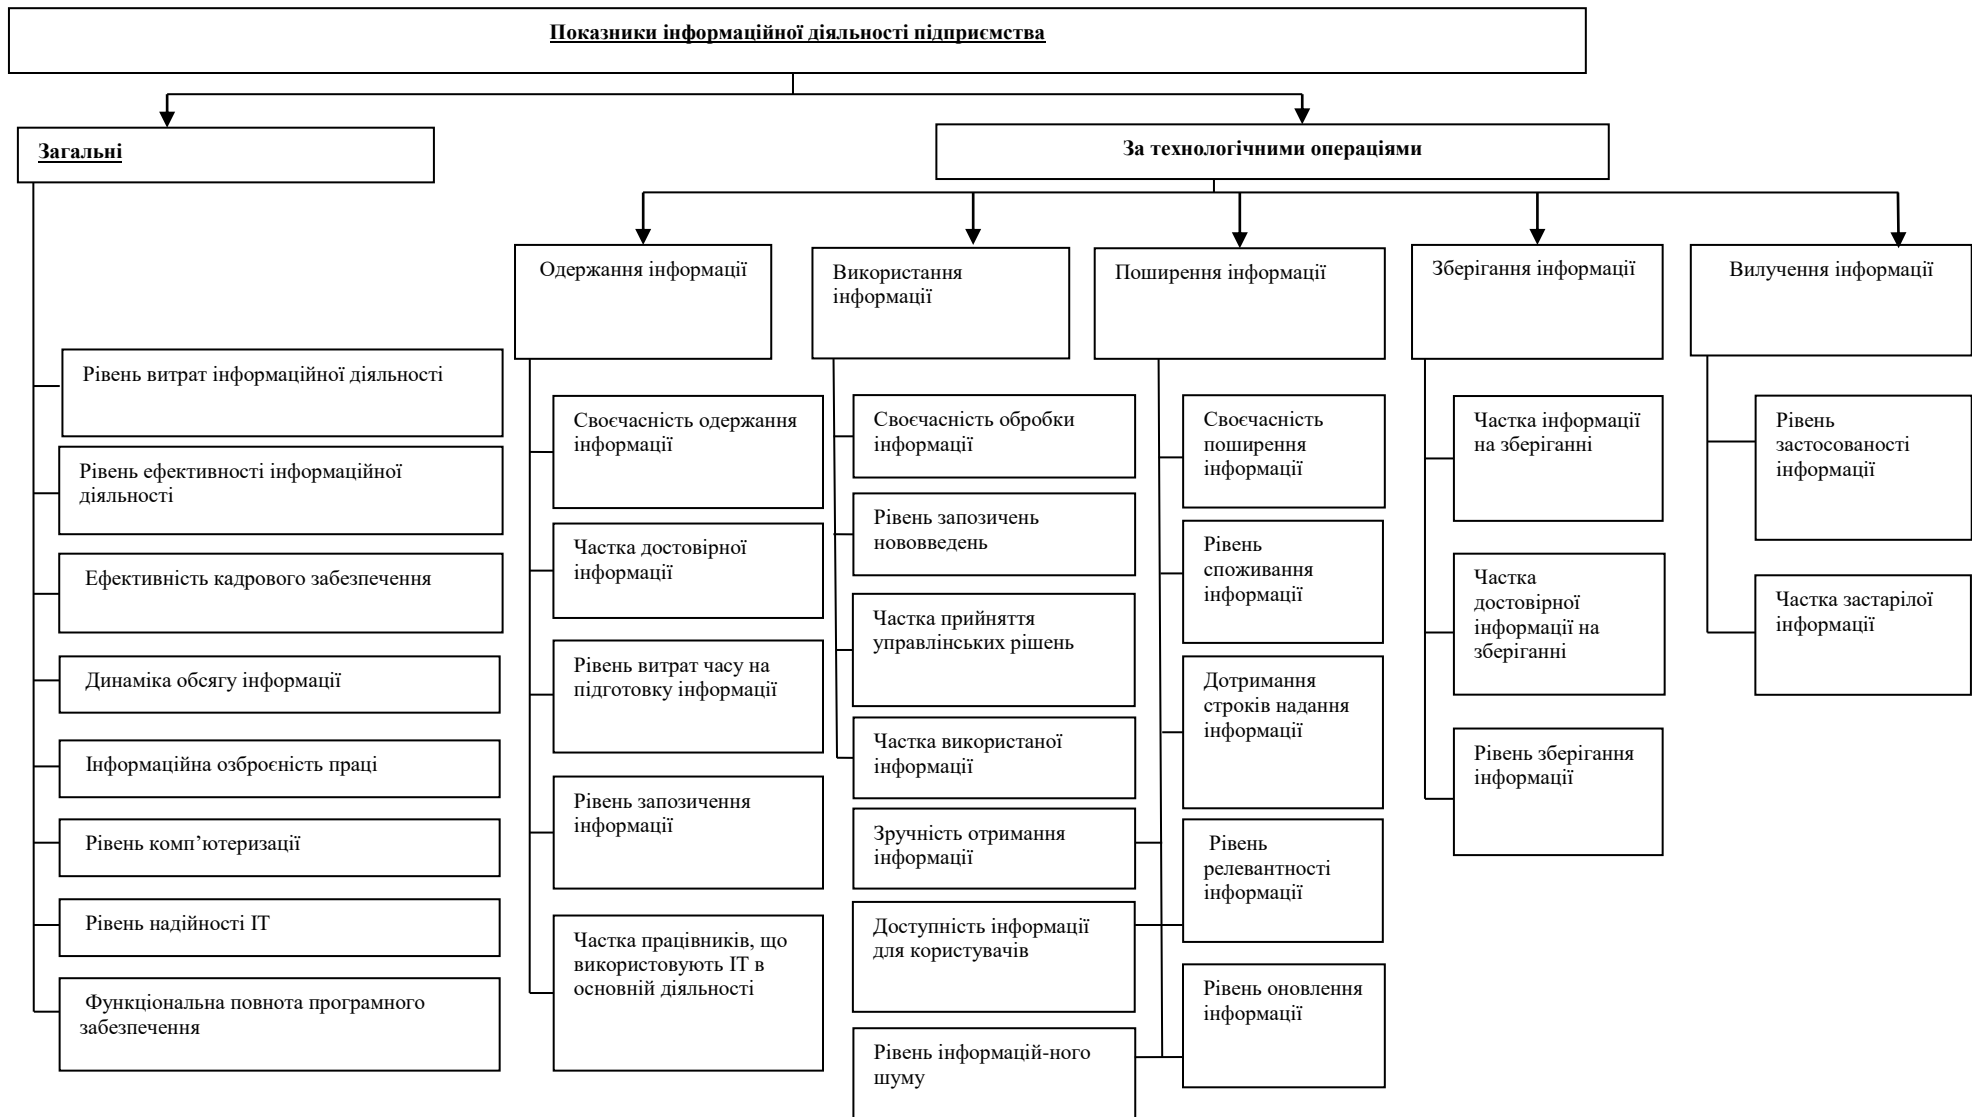 Показники інформаційної діяльності підприємства
Загальні
За технологічними операціями
Одержання інформації
Використання
інформації
Поширення інформації
Зберігання інформації
Вилучення інформації
Рівень витрат інформаційної діяльності
Рівень ефективності інформаційної
діяльності
Ефективність кадрового забезпечення
Динаміка обсягу інформації
Інформаційна озброєність праці
Рівень комп’ютеризації
Рівень надійності ІТ
Функціональна повнота програмного
забезпечення
Своєчасність одержання
інформації
Частка достовірної
інформації
Рівень витрат часу на
підготовку інформації
Рівень запозичення
інформації
Частка працівників, що
використовують ІТ в
основній діяльності
Своєчасність обробки
інформації
Рівень запозичень
нововведень
Частка прийняття
управлінських рішень
Частка використаної
інформації
Зручність отримання
інформації
Доступність інформації
для користувачів
Рівень інформацій-ного
шуму
Своєчасність
поширення
інформації
Рівень
споживання
інформації
Дотримання
строків надання
інформації
Рівень
релевантності
інформації
Рівень оновлення
інформації
Частка інформації
на зберіганні
Частка
достовірної
інформації на
зберіганні
Рівень зберігання
інформації
Рівень
застосованості
інформації
Частка застарілої
інформації